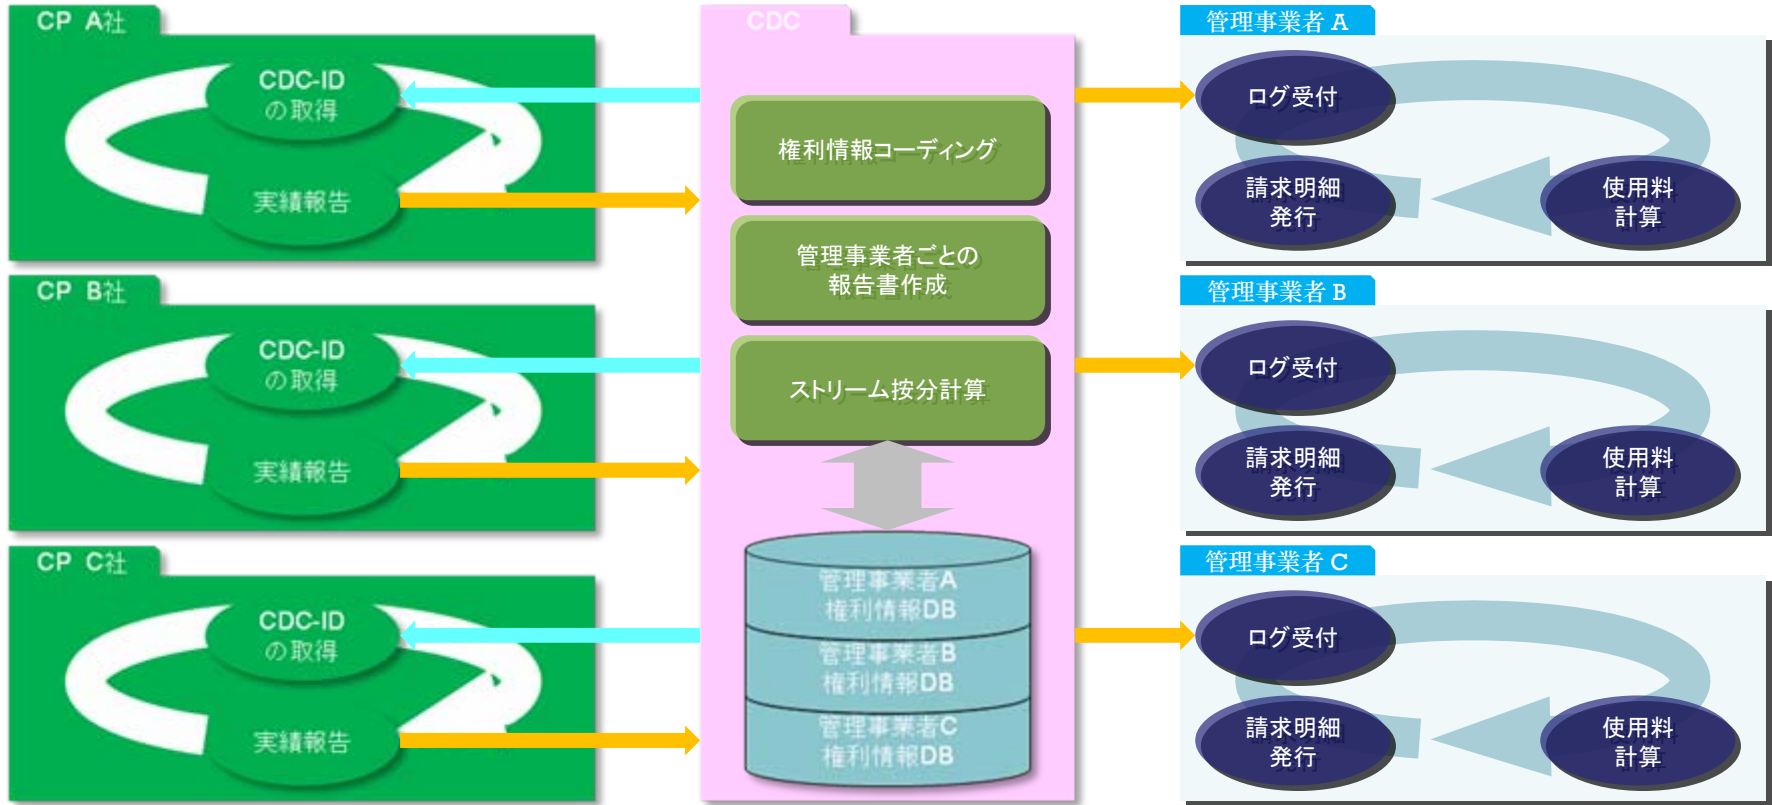 CP A社
CDC-ID
の取得
実績報告
CP B社
CDC-ID
の取得
実績報告
CP C社
CDC-ID
の取得
実績報告
CDC
権利情報コーディング
管理事業者ごとの
報告書作成
ストリーム按分計算
管理事業者A
権利情報DB
管理事業者B
権利情報DB
管理事業者C
権利情報DB
管理事業者 A
ログ受付
請求明細
発行
使用料
計算
管理事業者 B
ログ受付
請求明細
発行
使用料
計算
管理事業者 C
ログ受付
請求明細
発行
使用料
計算